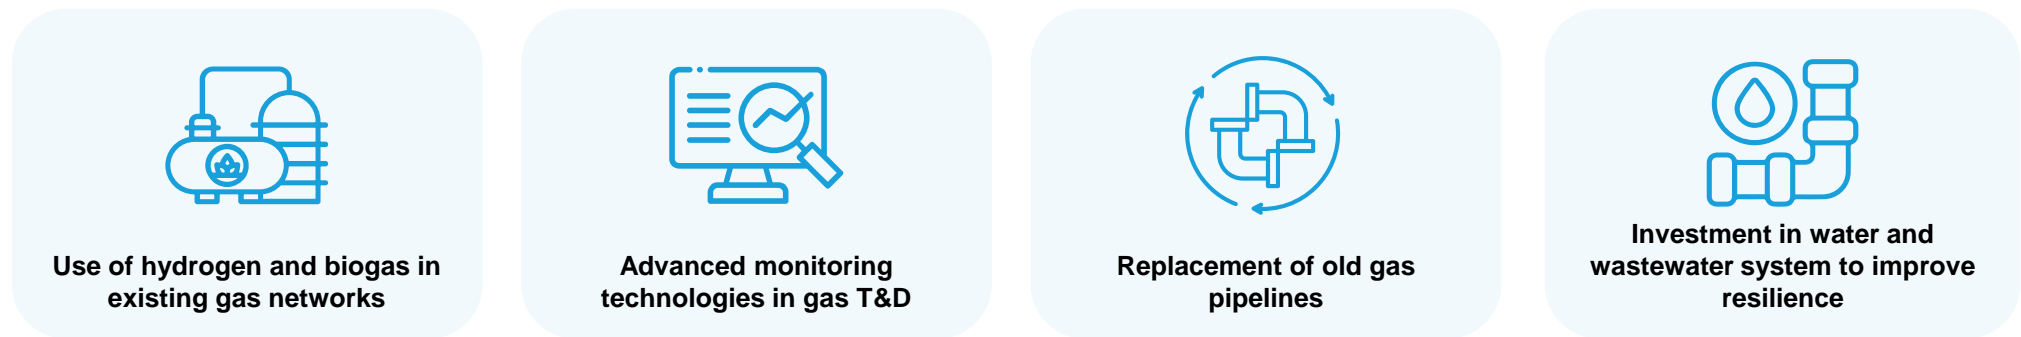 Use of hydrogen and biogas in
existing gas networks
Advanced monitoring
technologies in gas T&D
Replacement of old gas
pipelines
Investment in water and
wastewater system to improve
resilience